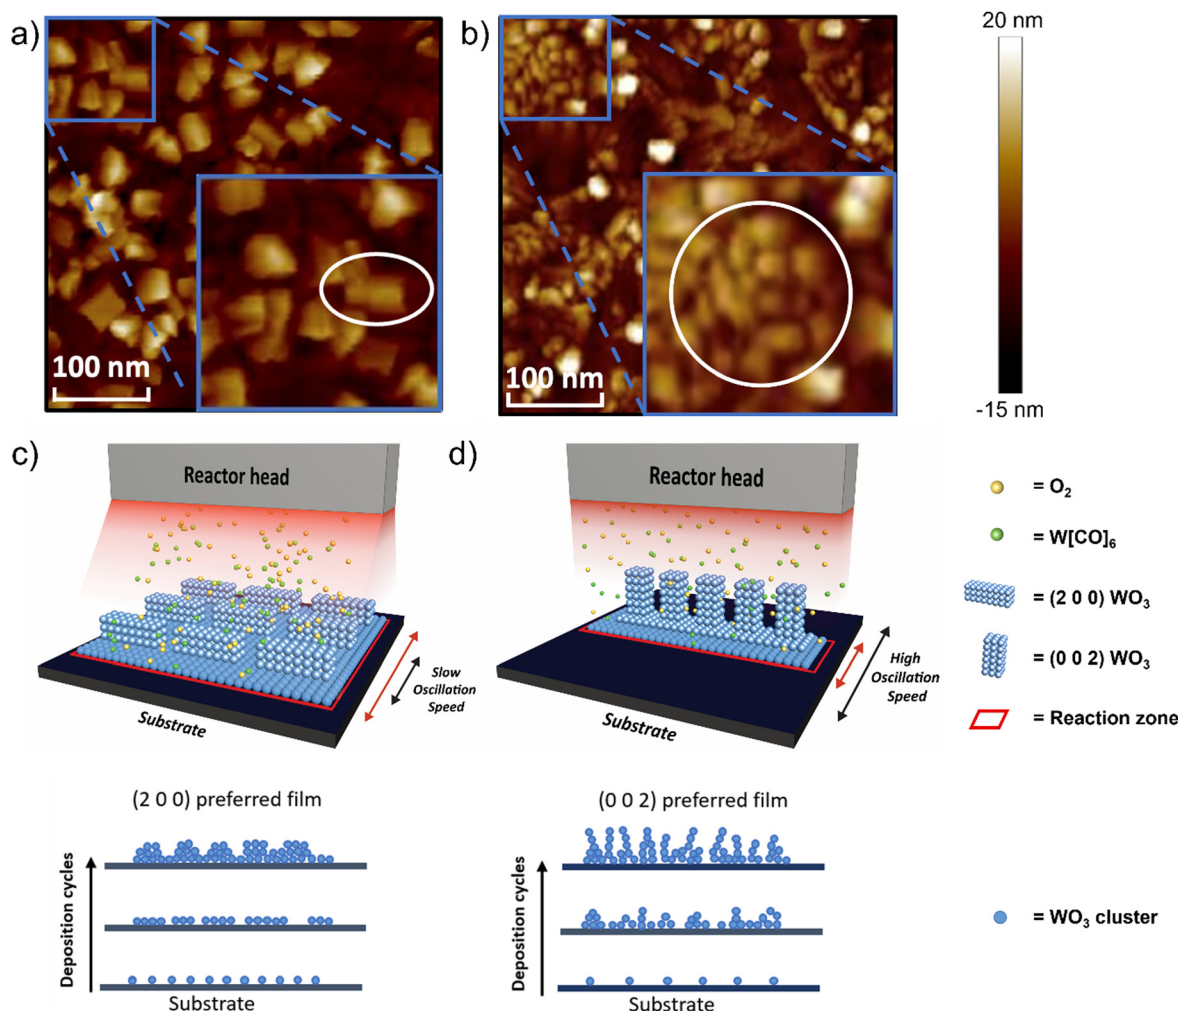 a)
b)
20 nm
100 nm
100 nm
-15 nm
c)
Reactor head
d)
Reactor head
= O₂
= W[CO]₆
= (2 0 0) WO₃
= (0 0 2) WO₃
= Reaction zone
Slow
Oscillation
Speed
Substrate
High
Oscillation
Speed
Substrate
(2 0 0) preferred film
Deposition cycles
Substrate
(0 0 2) preferred film
Deposition cycles
Substrate
= WO₃ cluster